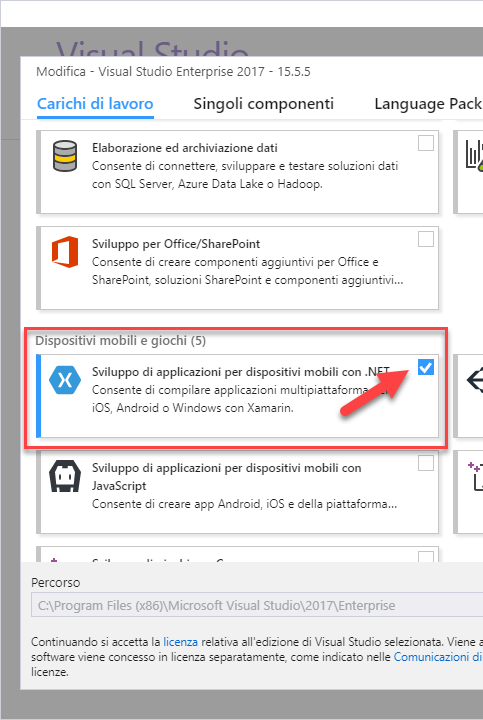 Visual Studio
Modifica - Visual Studio Enterprise 2017 - 15.5.5
Carichi di lavoro Singoli componenti Language Pack
Elaborazione ed archiviazione dati
Consente di connettere, sviluppare e testare soluzioni dati
con SQL Server, Azure Data Lake o Hadoop.
Sviluppo per Office/SharePoint
Consente di creare componenti aggiuntivi per Office e
SharePoint, soluzioni SharePoint e componenti aggiuntivi...
Dispositivi mobili e giochi (5)
Sviluppo di applicazioni per dispositivi mobili con .NET
Consente di compilare applicazioni multipiattaforma
iOS, Android o Windows con Xamarin.
Sviluppo di applicazioni per dispositivi mobili con
JavaScript
Consente di creare app Android, iOS e della piattaforma...
Percorso
C:\Program Files (x86)\Microsoft Visual Studio\2017\Enterprise
Continuando si accetta la licenza relativa all'edizione di Visual Studio selezionata. Viene
software viene concesso in licenza separatamente, come indicato nelle Comunicazioni di
licenze.